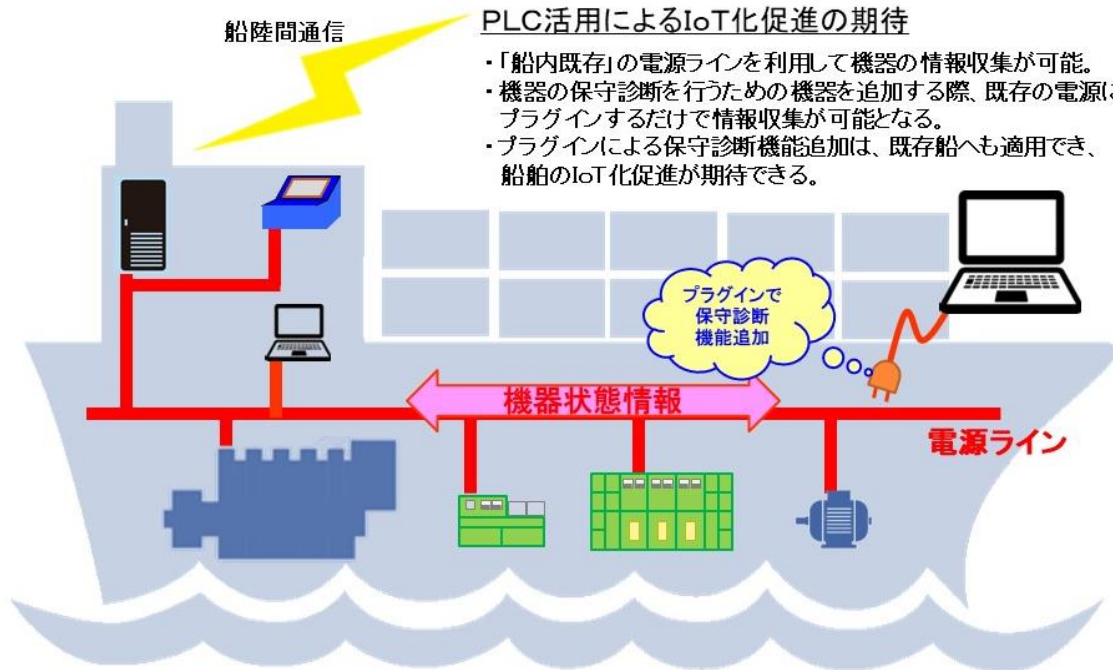 船陸間通信
PLC活用によるIoT化促進の期待
・「船内既存」の電源ラインを利用して機器の情報収集が可能。
・機器の保守診断を行うための機器を追加する際、既存の電源に
プラグインするだけで情報収集が可能となる。
・プラグインによる保守診断機能追加は、既存船へも適用でき、
船舶のIoT化促進が期待できる。
プラグインで
保守診断
機能追加
機器状態情報
電源ライン